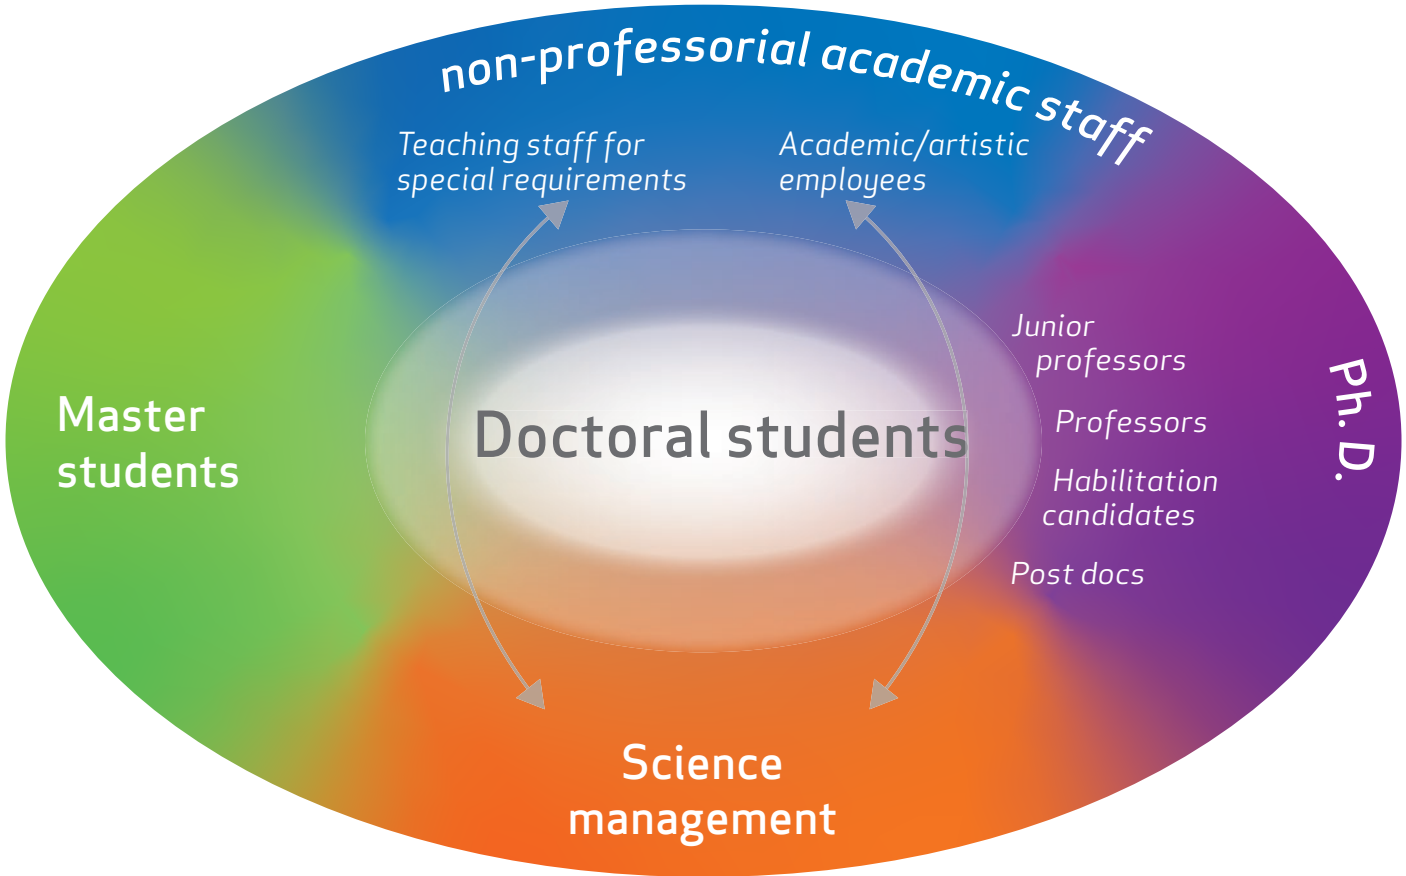 non-professorial academic staff
Teaching staff for
special requirements
Academic/artistic
employees
Junior
professors
Professors
Habilitation
candidates
Post docs
Ph. D.
Master
students
Doctoral students
Science
management